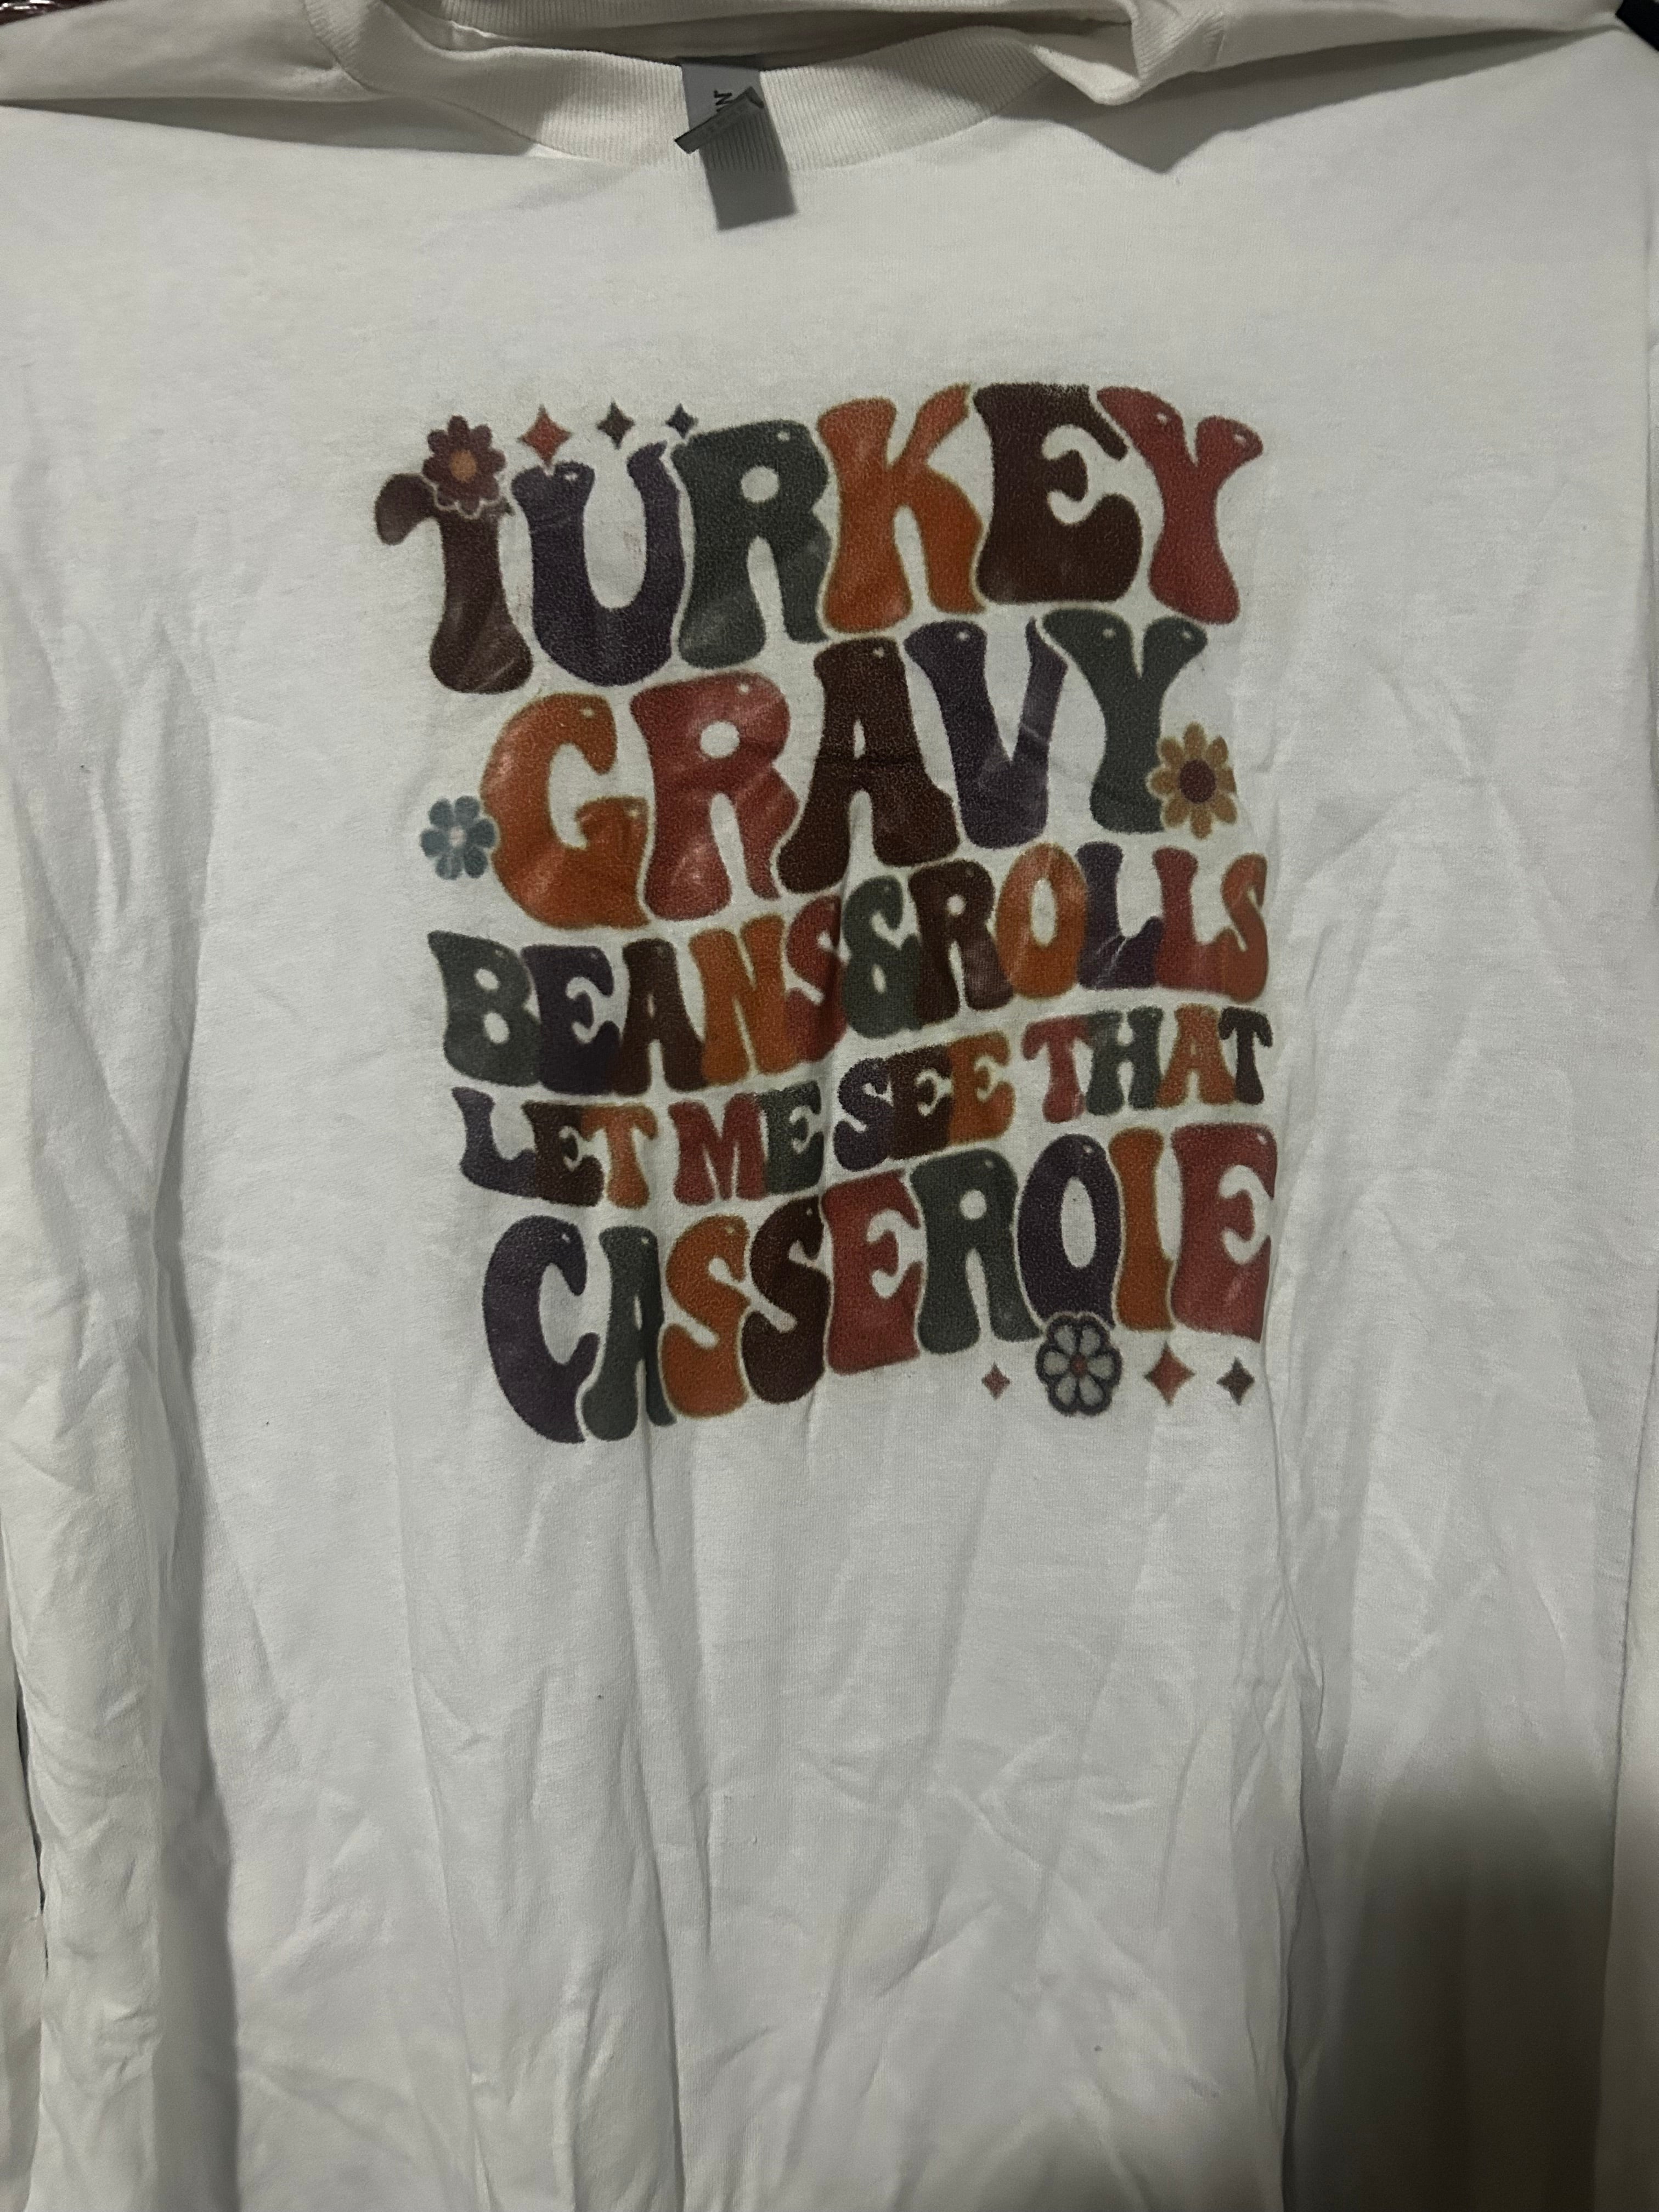 TURKEY
GRAVY
BEANS&ROLLS
LET ME SEE THAT
CASSEROlE